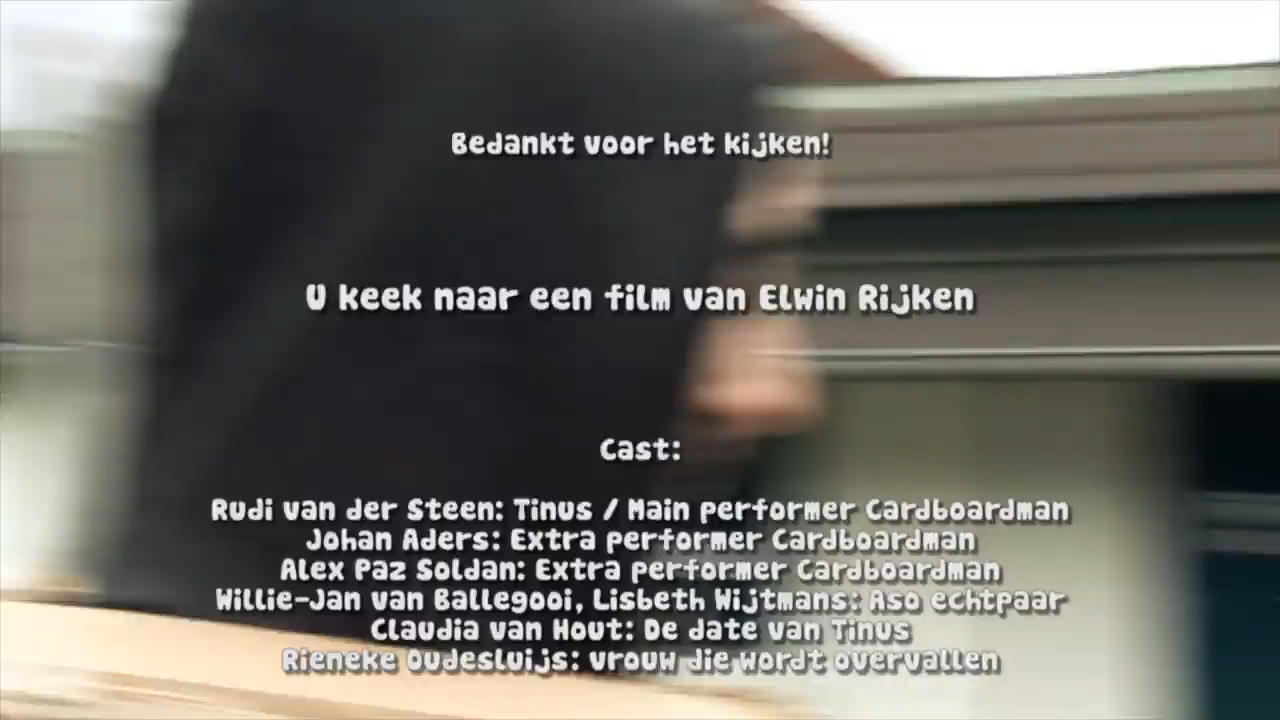 Bedankt voor het kijken!
U keek naar een film van Elwin Rijken
Cast:
Rudi van der Steen: Tinus / Main performer Cardboardman
Johan Aders: Extra performer Cardboardman
Alex Paz Soldan: Extra performer Cardboardman
Willie-Jan van Ballegooi, Lisbeth Wijtmans: Aso echtpaar
Claudia van Hout: De date van Tinus
Rieneke Oudesluijs: vrouw die wordt overvallen